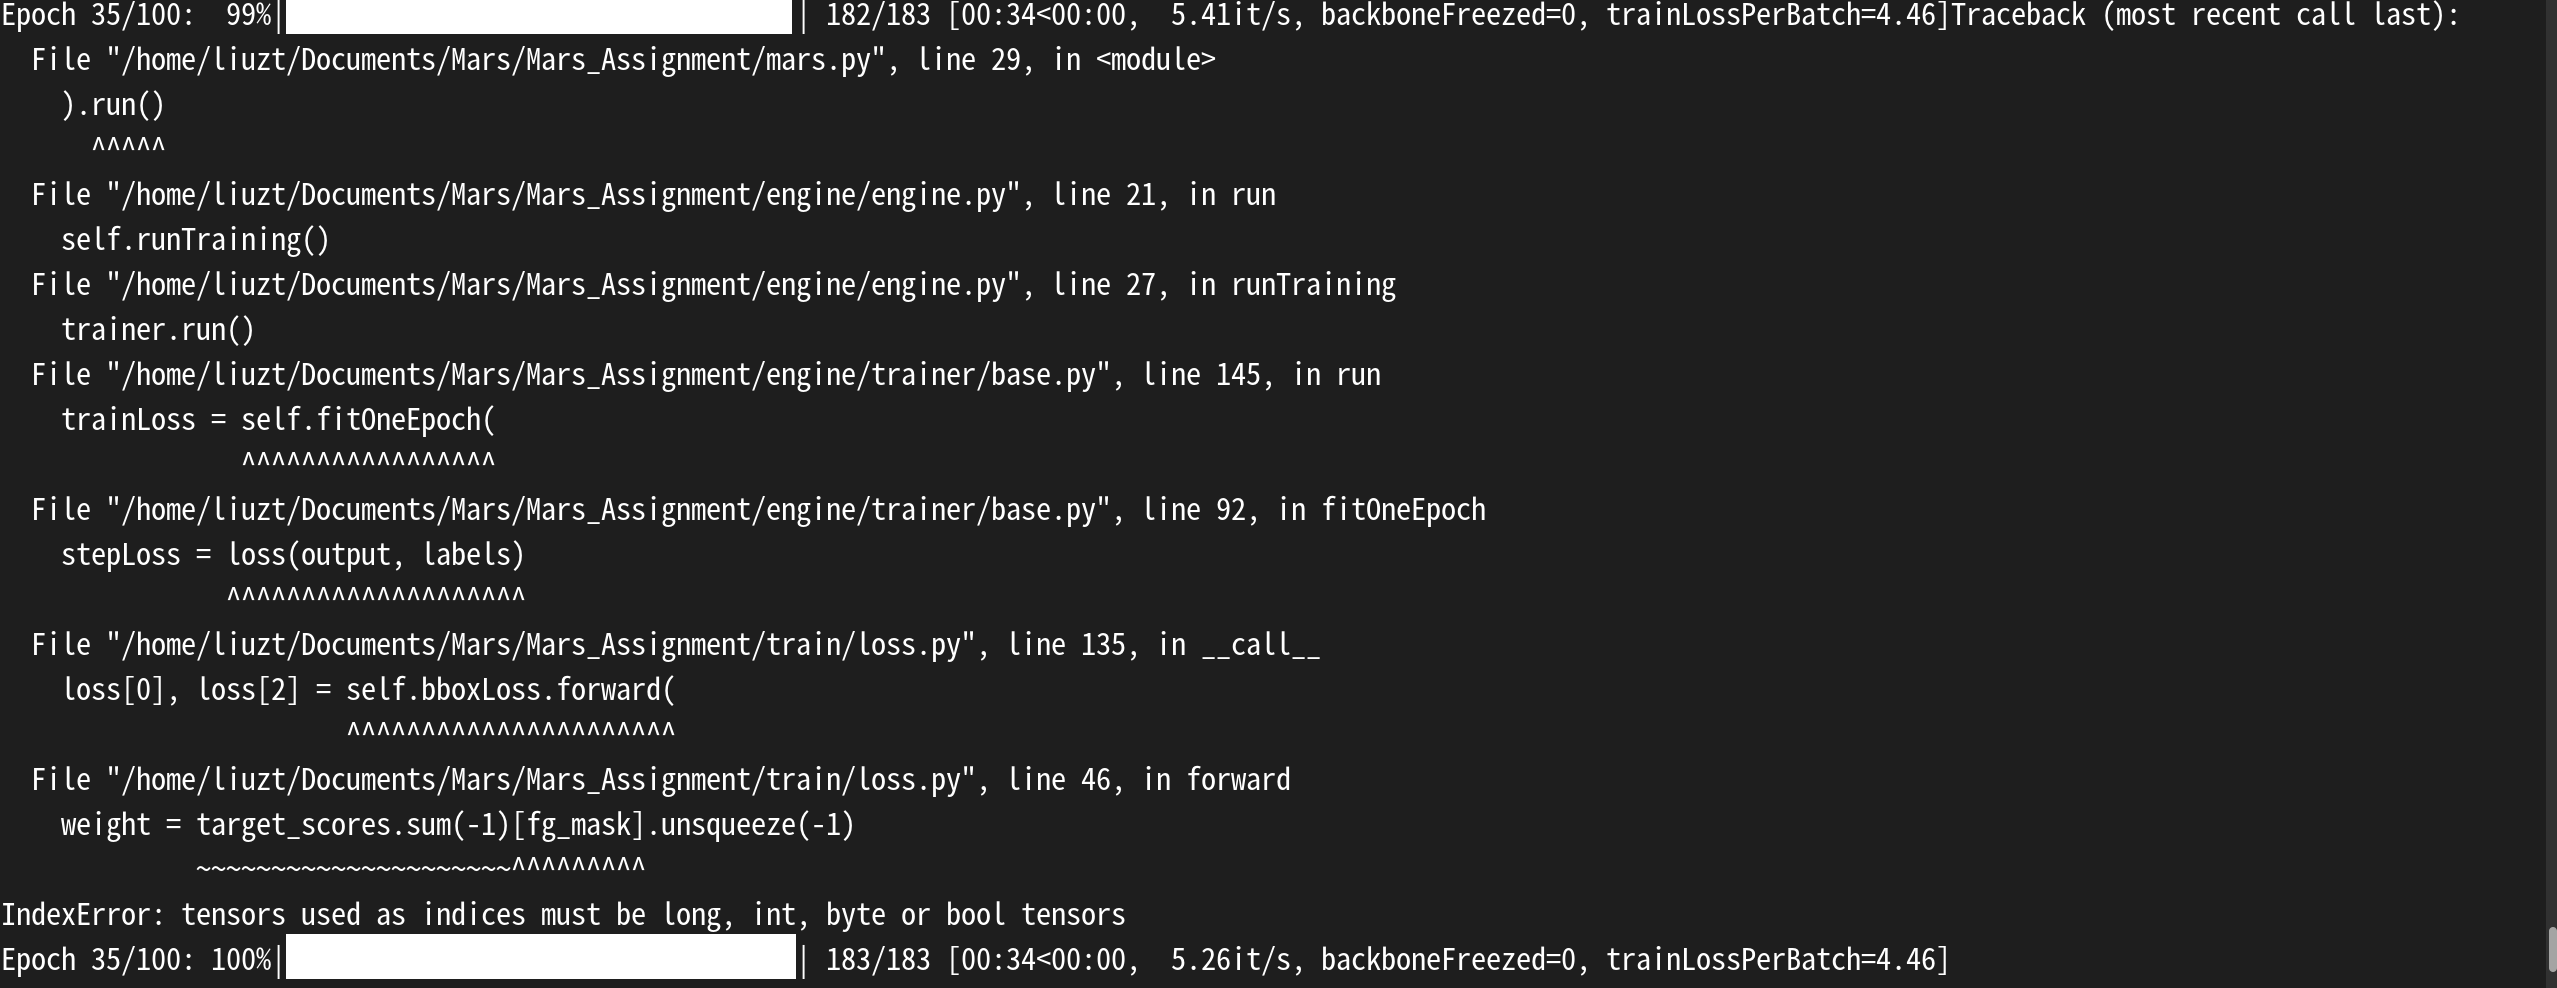 Epoch 35/100:  99%|          | 182/183 [00:34<00:00,  5.41it/s, backboneFreezed=0, trainLossPerBatch=4.46]Traceback (most recent call last):
  File "/home/liuzt/Documents/Mars/Mars_Assignment/mars.py", line 29, in <module>
    ).run()
      ^^^^^
  File "/home/liuzt/Documents/Mars/Mars_Assignment/engine/engine.py", line 21, in run
    self.runTraining()
  File "/home/liuzt/Documents/Mars/Mars_Assignment/engine/engine.py", line 27, in runTraining
    trainer.run()
  File "/home/liuzt/Documents/Mars/Mars_Assignment/engine/trainer/base.py", line 145, in run
    trainLoss = self.fitOneEpoch(
                ^^^^^^^^^^^^^^^^^
  File "/home/liuzt/Documents/Mars/Mars_Assignment/engine/trainer/base.py", line 92, in fitOneEpoch
    stepLoss = loss(output, labels)
               ^^^^^^^^^^^^^^^^^^^^
  File "/home/liuzt/Documents/Mars/Mars_Assignment/train/loss.py", line 135, in __call__
    loss[0], loss[2] = self.bboxLoss.forward(
                       ^^^^^^^^^^^^^^^^^^^^^^
  File "/home/liuzt/Documents/Mars/Mars_Assignment/train/loss.py", line 46, in forward
    weight = target_scores.sum(-1)[fg_mask].unsqueeze(-1)
             ~~~~~~~~~~~~~~~~~~~~~^^^^^^^^^
IndexError: tensors used as indices must be long, int, byte or bool tensors
Epoch 35/100: 100%|          | 183/183 [00:34<00:00,  5.26it/s, backboneFreezed=0, trainLossPerBatch=4.46]